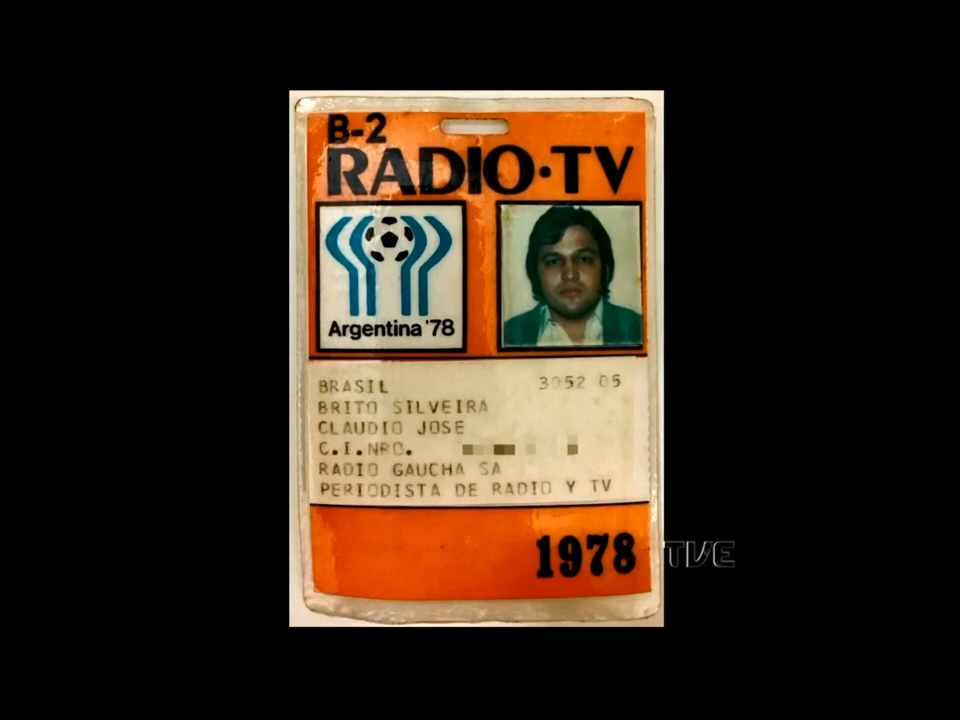 B-2
RADIO·TV
Argentina '78
BRASIL 3052 05
BRITO SILVEIRA
CLAUDIO JOSE
C.I.NRO.
RADIO GAUCHA SA
PERIODISTA DE RADIO Y TV
1978
TVE